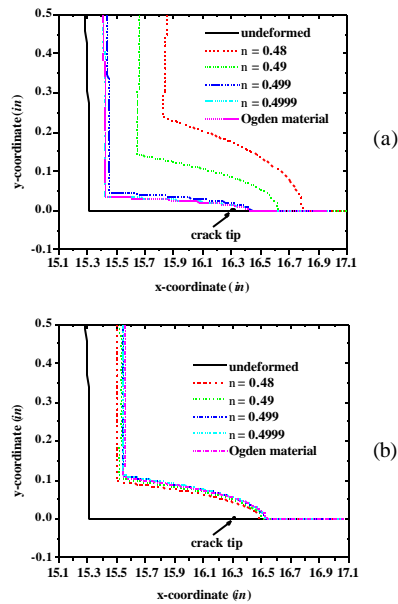 0.5
0.4
0.3
0.2
0.1
0.0
-0.1
y-coordinate (in)
undeformed
n = 0.48
n = 0.49
n = 0.499
n = 0.4999
Ogden material
(a)
crack tip
15.1 15.3 15.5 15.7 15.9 16.1 16.3 16.5 16.7 16.9 17.1
x-coordinate (in)
0.5
0.4
0.3
0.2
0.1
0.0
-0.1
y-coordinate (in)
undeformed
n = 0.48
n = 0.49
n = 0.499
n = 0.4999
Ogden material
(b)
crack tip
15.1 15.3 15.5 15.7 15.9 16.1 16.3 16.5 16.7 16.9 17.1
x-coordinate (in)